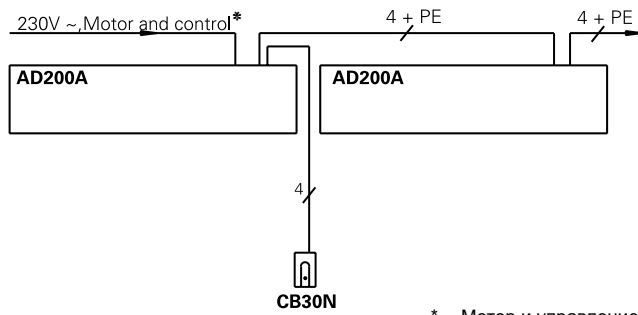 230V ~,Motor and control*
4 + PE
4 + PE
AD200A
AD200A
4
CB30N
* Мотор и управление